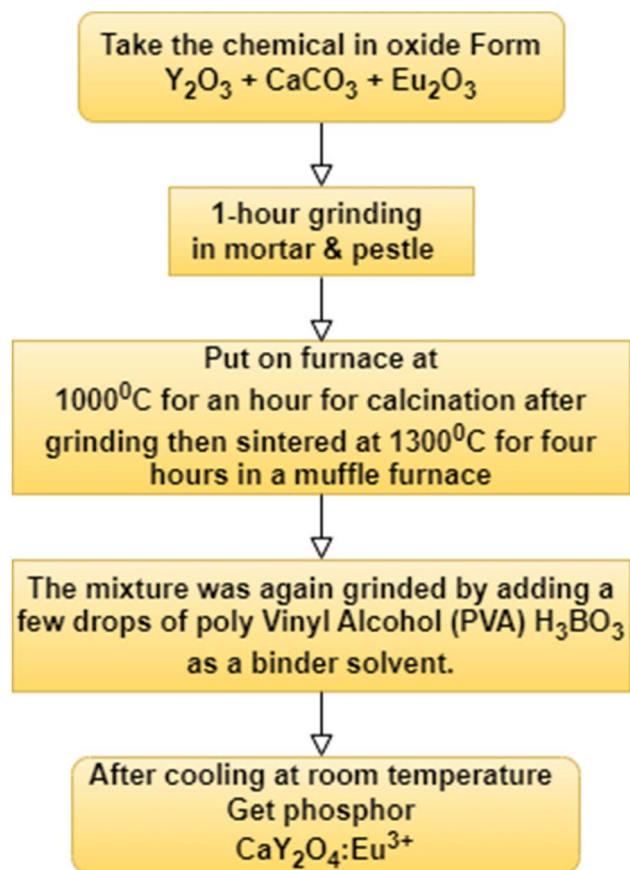 Take the chemical in oxide Form
Y₂O₃ + CaCO₃ + Eu₂O₃
1-hour grinding
in mortar & pestle
Put on furnace at
1000⁰C for an hour for calcination after
grinding then sintered at 1300⁰C for four
hours in a muffle furnace
The mixture was again grinded by adding a
few drops of poly Vinyl Alcohol (PVA) H₃BO₃
as a binder solvent.
After cooling at room temperature
Get phosphor
CaY₂O₄:Eu³⁺